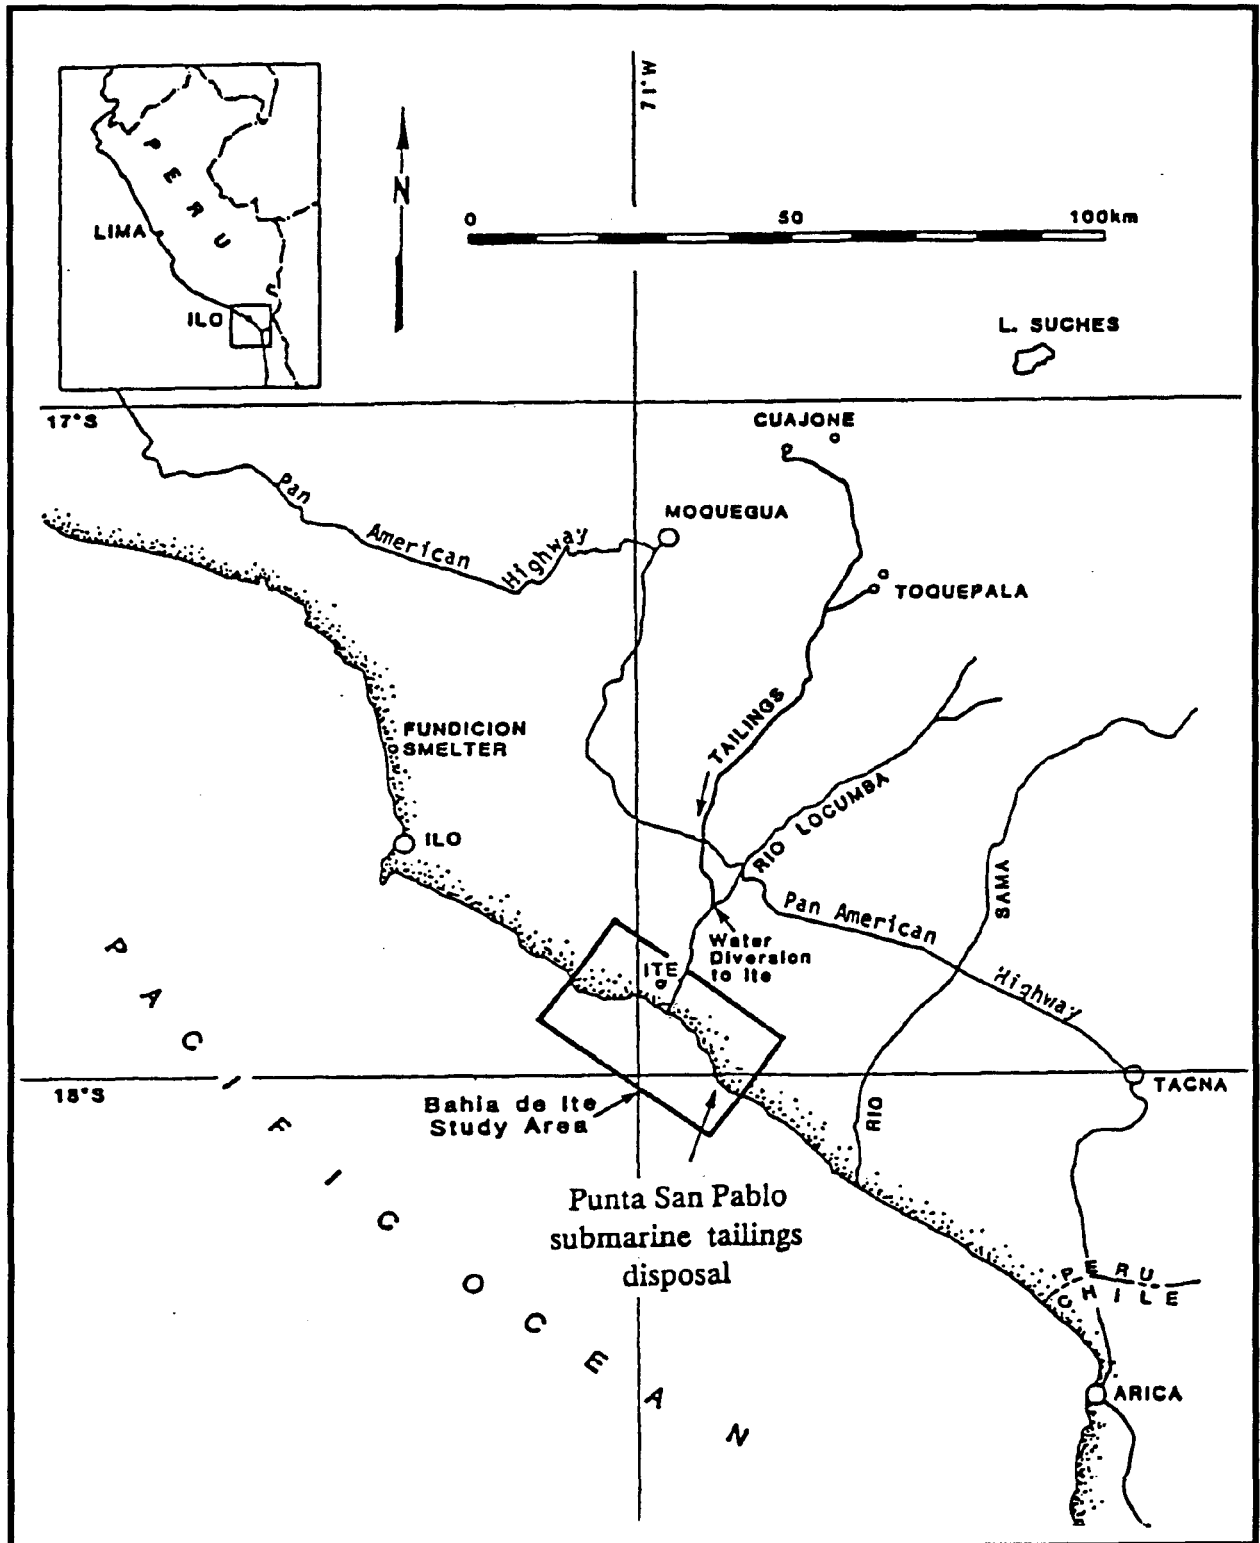 71°W
PERU
N
LIMA
ILO
0 50 100km
L. SUCHES
17°S
CUAJONE
Pan American Highway
MOQUEGUA
TOQUEPALA
TAILINGS
FUNDICION
SMELTER
RIO LOCUMBA
ILO
RIO SAMA
Pan American Highway
Water
Diversion
to Ite
ITE
PACIFIC OCEAN
18°S
TACNA
Bahia de Ite
Study Area
Punta San Pablo
submarine tailings
disposal
PERU
CHILE
ARICA